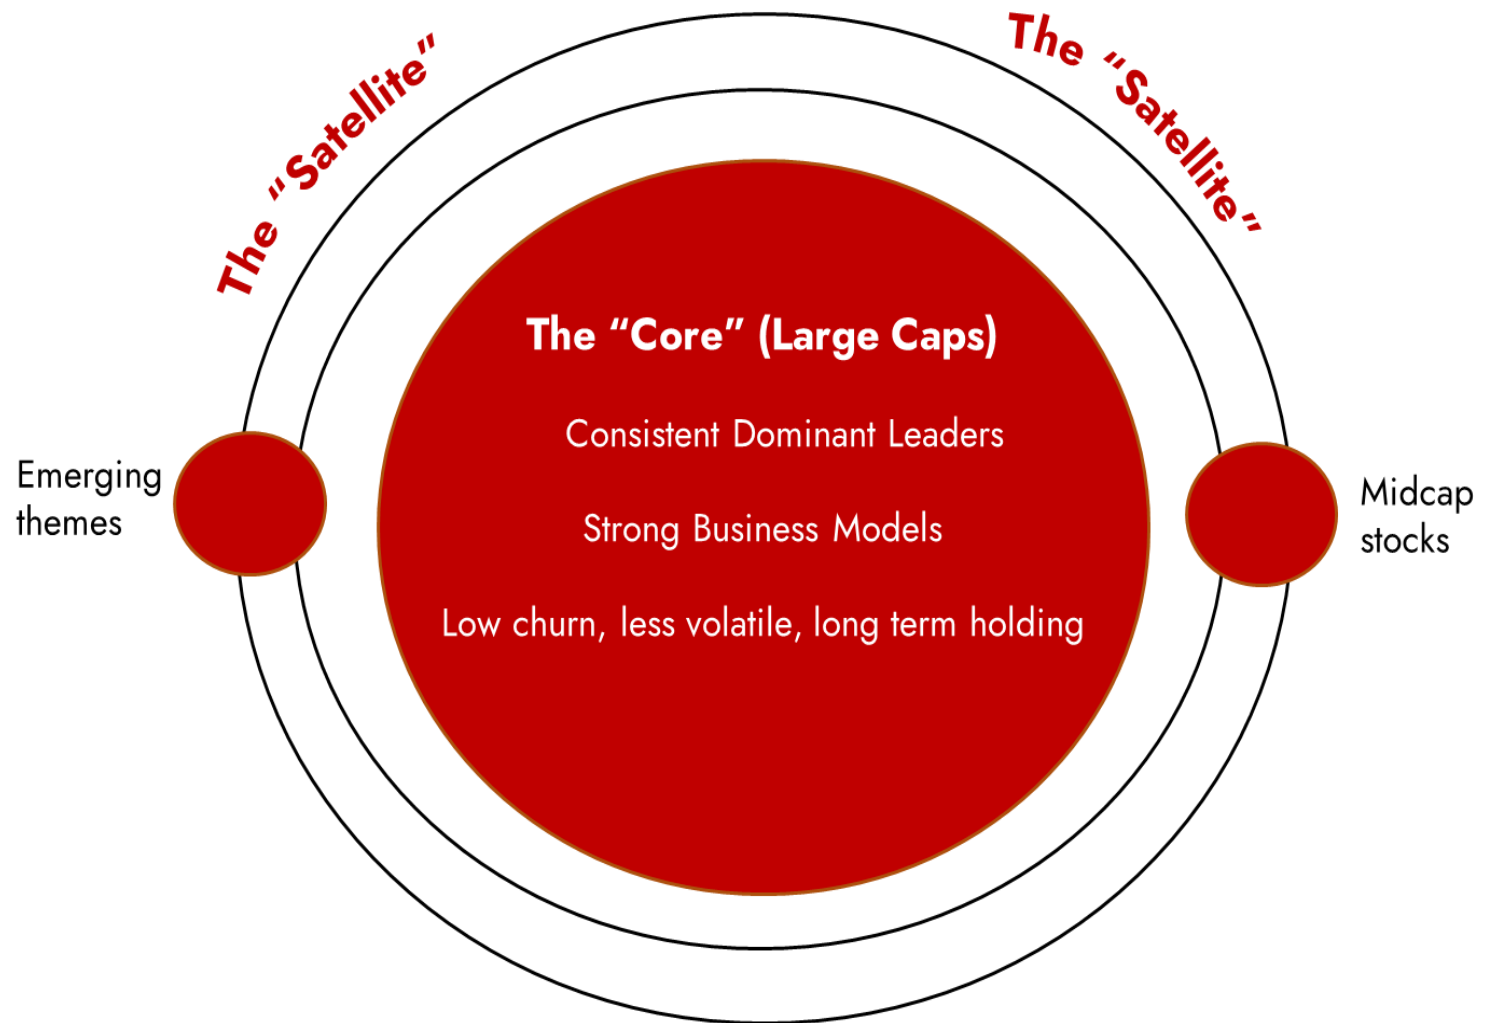 The “Satellite”
The “Satellite”
The “Core” (Large Caps)
Consistent Dominant Leaders
Strong Business Models
Low churn, less volatile, long term holding
Emerging
themes
Midcap
stocks